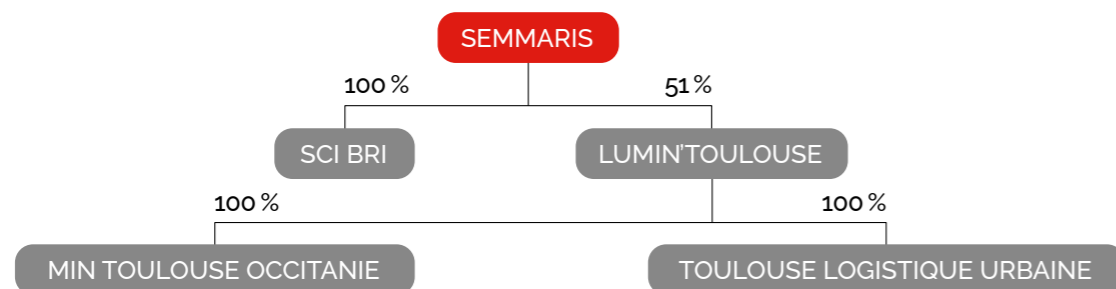 SEMMARIS
100 % 51 %
SCI BRI LUMIN'TOULOUSE
100 % 100 %
MIN TOULOUSE OCCITANIE TOULOUSE LOGISTIQUE URBAINE